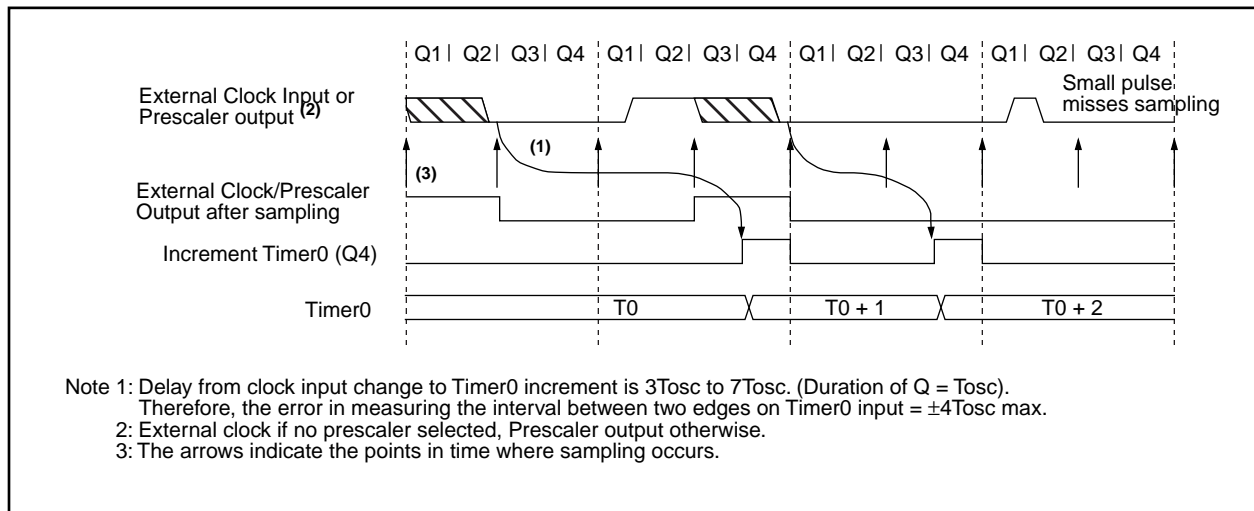 Q1| Q2| Q3| Q4 Q1| Q2| Q3| Q4 Q1| Q2| Q3| Q4 Q1| Q2| Q3| Q4
External Clock Input or
Prescaler output (2)
Small pulse
misses sampling
(1)
(3)
External Clock/Prescaler
Output after sampling
Increment Timer0 (Q4)
Timer0 T0 T0 + 1 T0 + 2
Note 1: Delay from clock input change to Timer0 increment is 3Tosc to 7Tosc. (Duration of Q = Tosc).
Therefore, the error in measuring the interval between two edges on Timer0 input = ±4Tosc max.
2: External clock if no prescaler selected, Prescaler output otherwise.
3: The arrows indicate the points in time where sampling occurs.